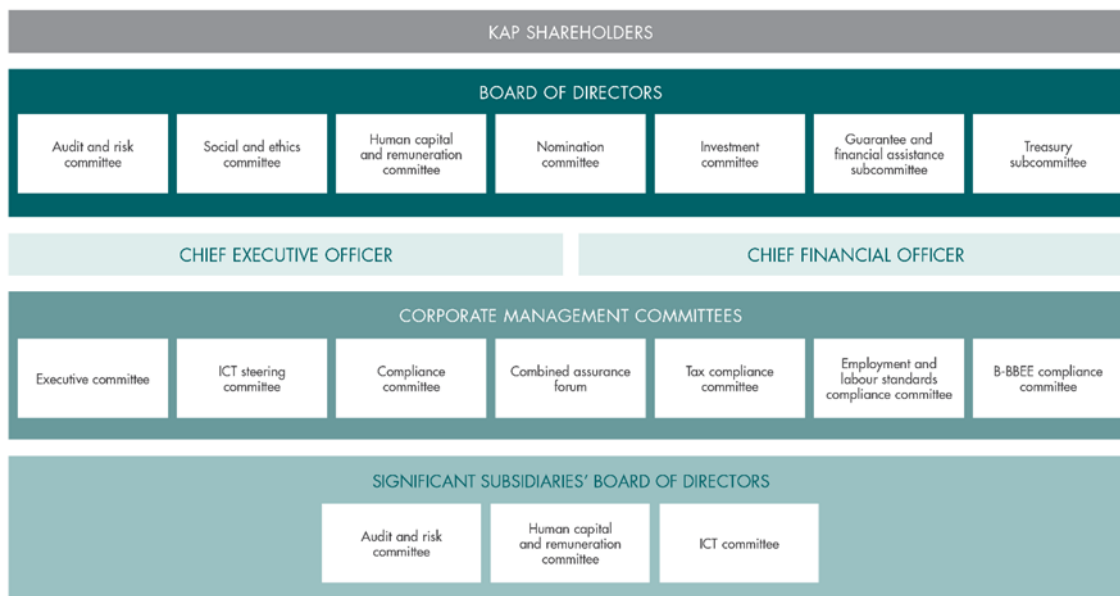 KAP SHAREHOLDERS
BOARD OF DIRECTORS
Audit and risk
committee
Social and ethics
committee
Human capital
and remuneration
committee
Nomination
committee
Investment
committee
Guarantee and
financial assistance
subcommittee
Treasury
subcommittee
CHIEF EXECUTIVE OFFICER
CHIEF FINANCIAL OFFICER
CORPORATE MANAGEMENT COMMITTEES
Executive committee
ICT steering
committee
Compliance
committee
Combined assurance
forum
Tax compliance
committee
Employment and
labour standards
compliance committee
B-BBEE compliance
committee
SIGNIFICANT SUBSIDIARIES’ BOARD OF DIRECTORS
Audit and risk
committee
Human capital
and remuneration
committee
ICT committee